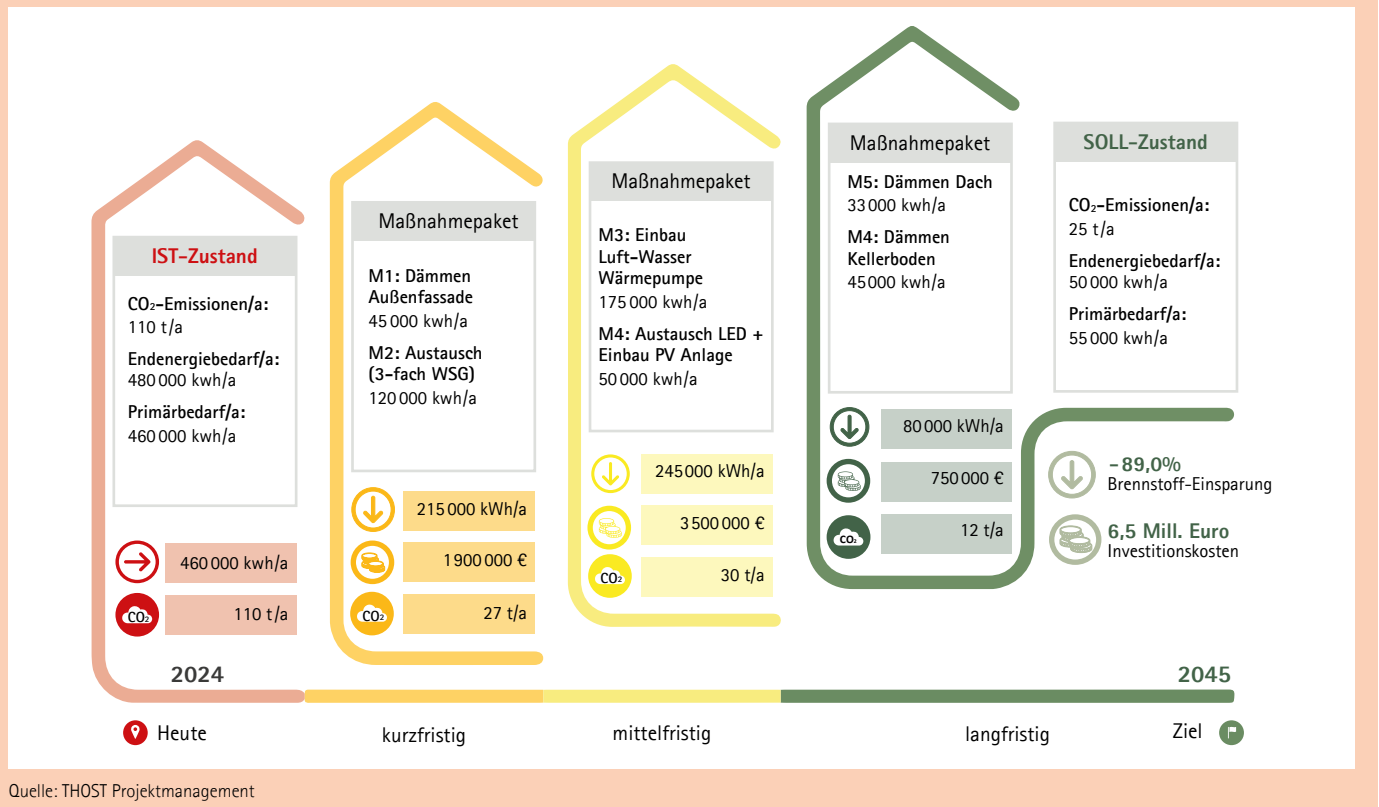 IST-Zustand
CO₂-Emissionen/a:
110 t/a
Endenergiebedarf/a:
480 000 kwh/a
Primärbedarf/a:
460 000 kwh/a
460 000 kwh/a
CO₂
110 t/a
Maßnahmepaket
M1: Dämmen
Außenfassade
45 000 kwh/a
M2: Austausch
(3-fach WSG)
120 000 kwh/a
215 000 kWh/a
1 900 000 €
CO₂
27 t/a
Maßnahmepaket
M3: Einbau
Luft-Wasser
Wärmepumpe
175 000 kwh/a
M4: Austausch LED +
Einbau PV Anlage
50 000 kwh/a
245 000 kWh/a
3 500 000 €
CO₂
30 t/a
Maßnahmepaket
M5: Dämmen Dach
33 000 kwh/a
M4: Dämmen
Kellerboden
45 000 kwh/a
80 000 kWh/a
750 000 €
CO₂
12 t/a
SOLL-Zustand
CO₂-Emissionen/a:
25 t/a
Endenergiebedarf/a:
50 000 kwh/a
Primärbedarf/a:
55 000 kwh/a
-89,0%
Brennstoff-Einsparung
6,5 Mill. Euro
Investitionskosten
2024
2045
Heute
kurzfristig
mittelfristig
langfristig
Ziel
Quelle: THOST Projektmanagement